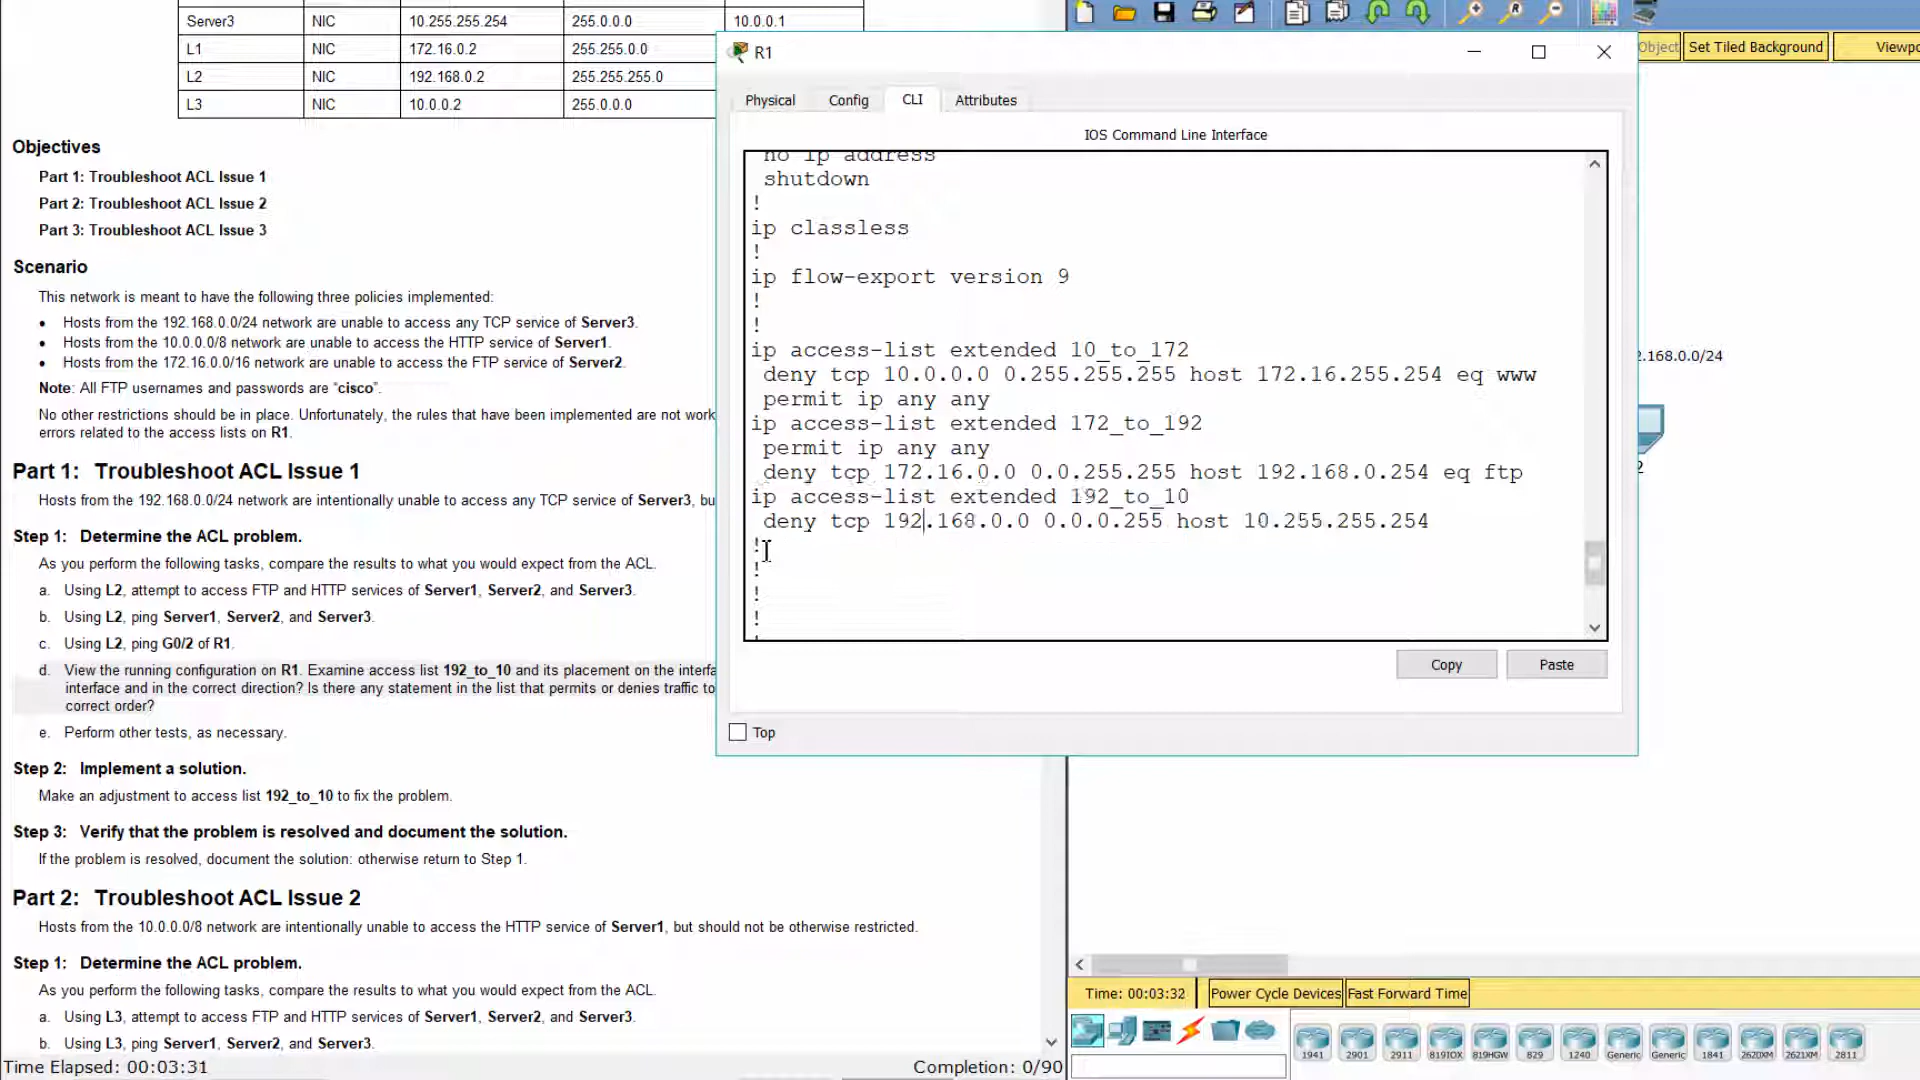 Server3 NIC 10.255.255.254 255.0.0.0 10.0.0.1
L1 NIC 172.16.0.2 255.255.0.0
L2 NIC 192.168.0.2 255.255.255.0
L3 NIC 10.0.0.2 255.0.0.0
Objectives
Part 1: Troubleshoot ACL Issue 1
Part 2: Troubleshoot ACL Issue 2
Part 3: Troubleshoot ACL Issue 3
Scenario
This network is meant to have the following three policies implemented:
• Hosts from the 192.168.0.0/24 network are unable to access any TCP service of Server3.
• Hosts from the 10.0.0.0/8 network are unable to access the HTTP service of Server1.
• Hosts from the 172.16.0.0/16 network are unable to access the FTP service of Server2.
Note: All FTP usernames and passwords are “cisco”.
No other restrictions should be in place. Unfortunately, the rules that have been implemented are not work
errors related to the access lists on R1.
Part 1: Troubleshoot ACL Issue 1
Hosts from the 192.168.0.0/24 network are intentionally unable to access any TCP service of Server3, bu
Step 1: Determine the ACL problem.
As you perform the following tasks, compare the results to what you would expect from the ACL.
a. Using L2, attempt to access FTP and HTTP services of Server1, Server2, and Server3.
b. Using L2, ping Server1, Server2, and Server3.
c. Using L2, ping G0/2 of R1.
d. View the running configuration on R1. Examine access list 192_to_10 and its placement on the interfa
interface and in the correct direction? Is there any statement in the list that permits or denies traffic to
correct order?
e. Perform other tests, as necessary.
Step 2: Implement a solution.
Make an adjustment to access list 192_to_10 to fix the problem.
Step 3: Verify that the problem is resolved and document the solution.
If the problem is resolved, document the solution: otherwise return to Step 1.
Part 2: Troubleshoot ACL Issue 2
Hosts from the 10.0.0.0/8 network are intentionally unable to access the HTTP service of Server1, but should not be otherwise restricted.
Step 1: Determine the ACL problem.
As you perform the following tasks, compare the results to what you would expect from the ACL.
a. Using L3, attempt to access FTP and HTTP services of Server1, Server2, and Server3.
b. Using L3, ping Server1, Server2, and Server3.
Time Elapsed: 00:03:31 Completion: 0/90
R1
Physical Config CLI Attributes
IOS Command Line Interface
no ip address
shutdown
!
ip classless
!
ip flow-export version 9
!
!
ip access-list extended 10_to_172
deny tcp 10.0.0.0 0.255.255.255 host 172.16.255.254 eq www
permit ip any any
ip access-list extended 172_to_192
permit ip any any
deny tcp 172.16.0.0 0.0.255.255 host 192.168.0.254 eq ftp
ip access-list extended 192_to_10
deny tcp 192.168.0.0 0.0.0.255 host 10.255.255.254
!
!
!
!
Copy Paste
Top
Object Set Tiled Background Viewpo
2.168.0.0/24
2
Time: 00:03:32 Power Cycle Devices Fast Forward Time
1941 2901 2911 819IOX 819HGW 829 1240 Generic Generic 1841 2620XM 2621XM 2811